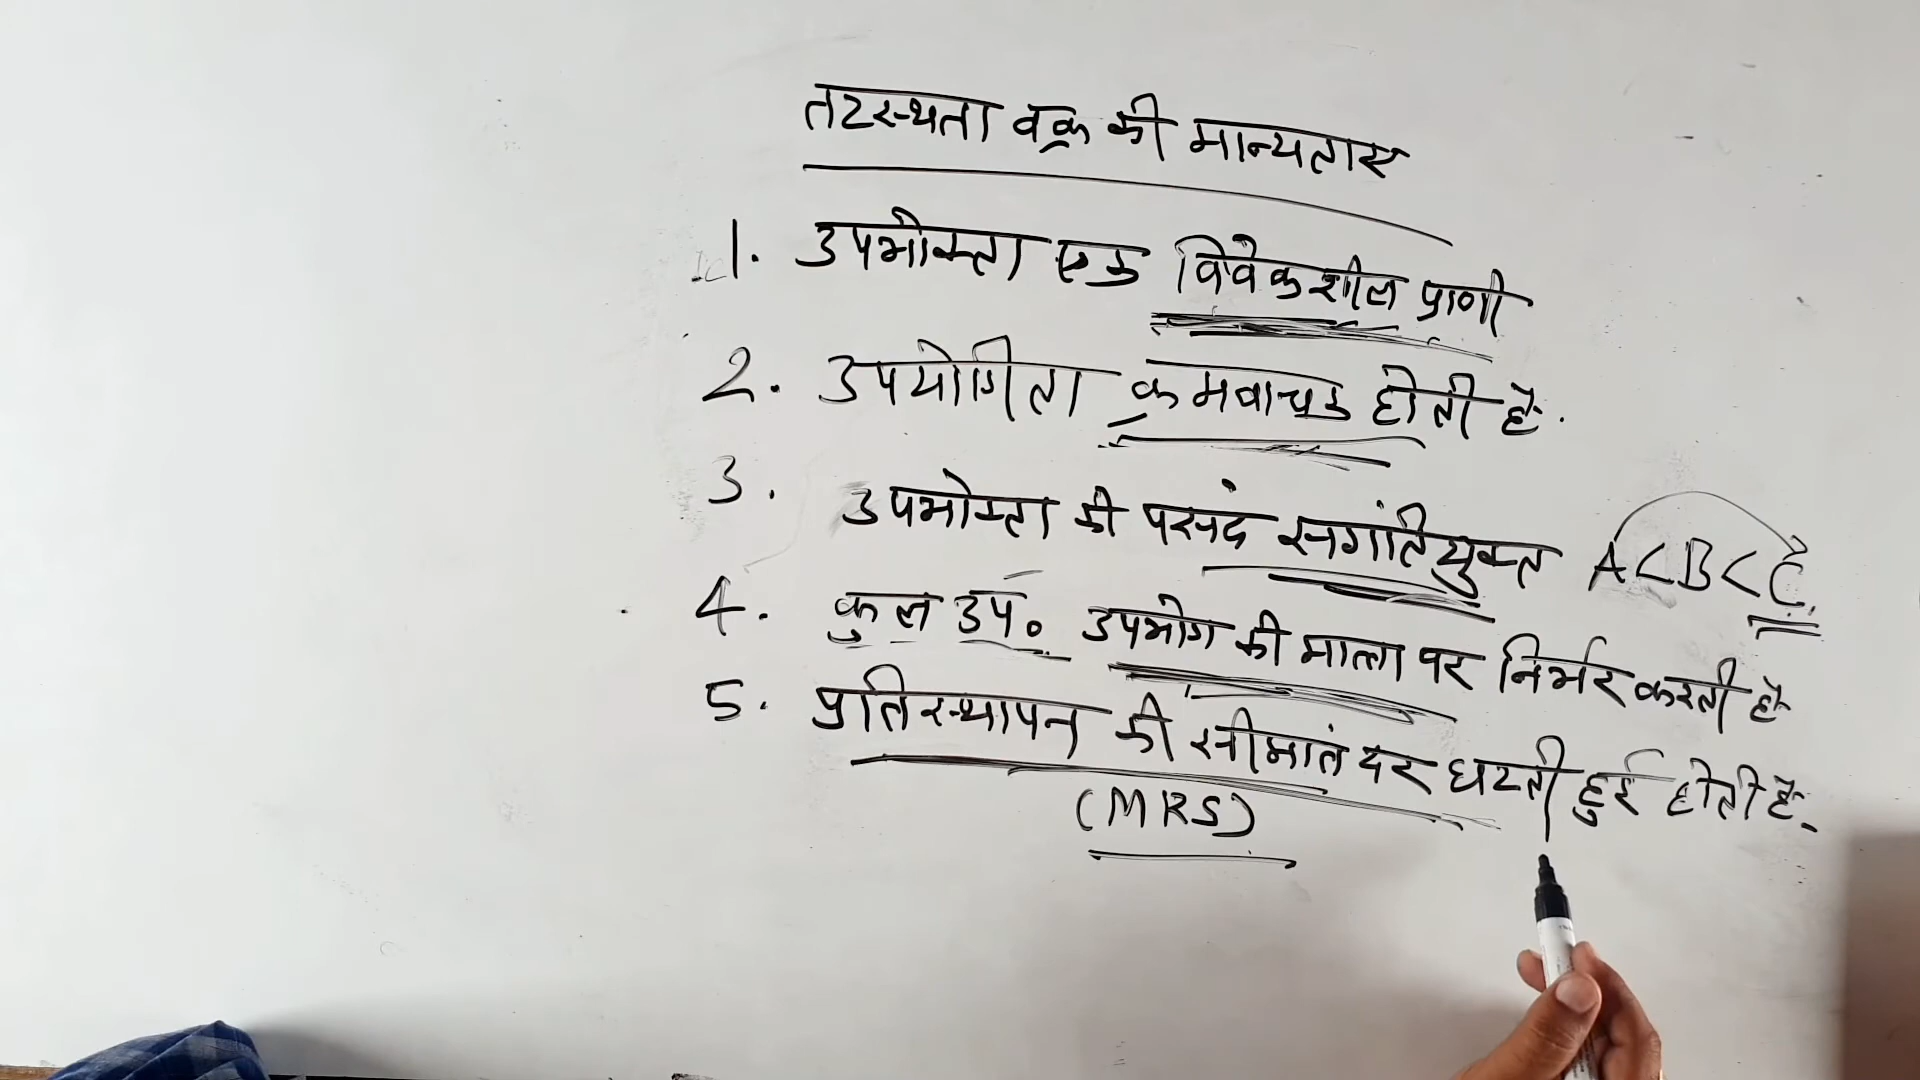 तटस्थता वक्र की मान्यताए
1. उपभोक्ता एक विवेकशील प्राणी
2. उपयोगिता क्रमवाचक होती है.
3. उपभोक्ता की पसंद संगतियुक्त A<B<C है.
4. कुल उप० उपभोग की मात्रा पर निर्भर करती है
5. प्रतिस्थापन की सीमांत दर घटती हुई होती है-
(MRS)